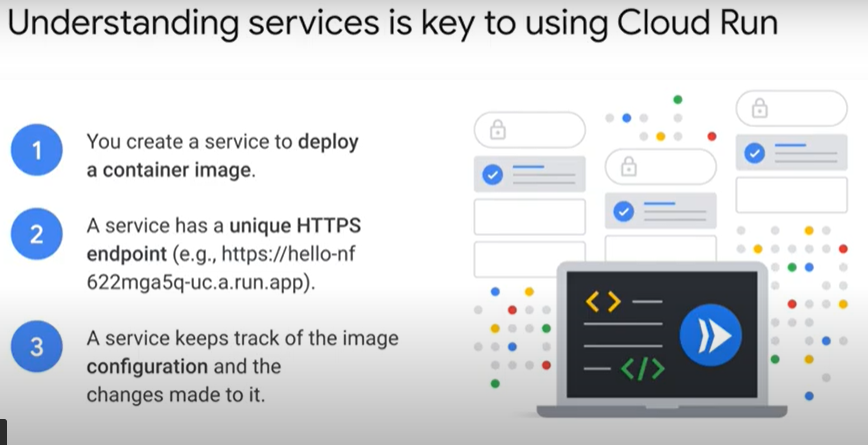 Understanding services is key to using Cloud Run
1
You create a service to deploy
a container image.
2
A service has a unique HTTPS
endpoint (e.g., https://hello-nf
622mga5q-uc.a.run.app).
3
A service keeps track of the image
configuration and the
changes made to it.
< >
</>